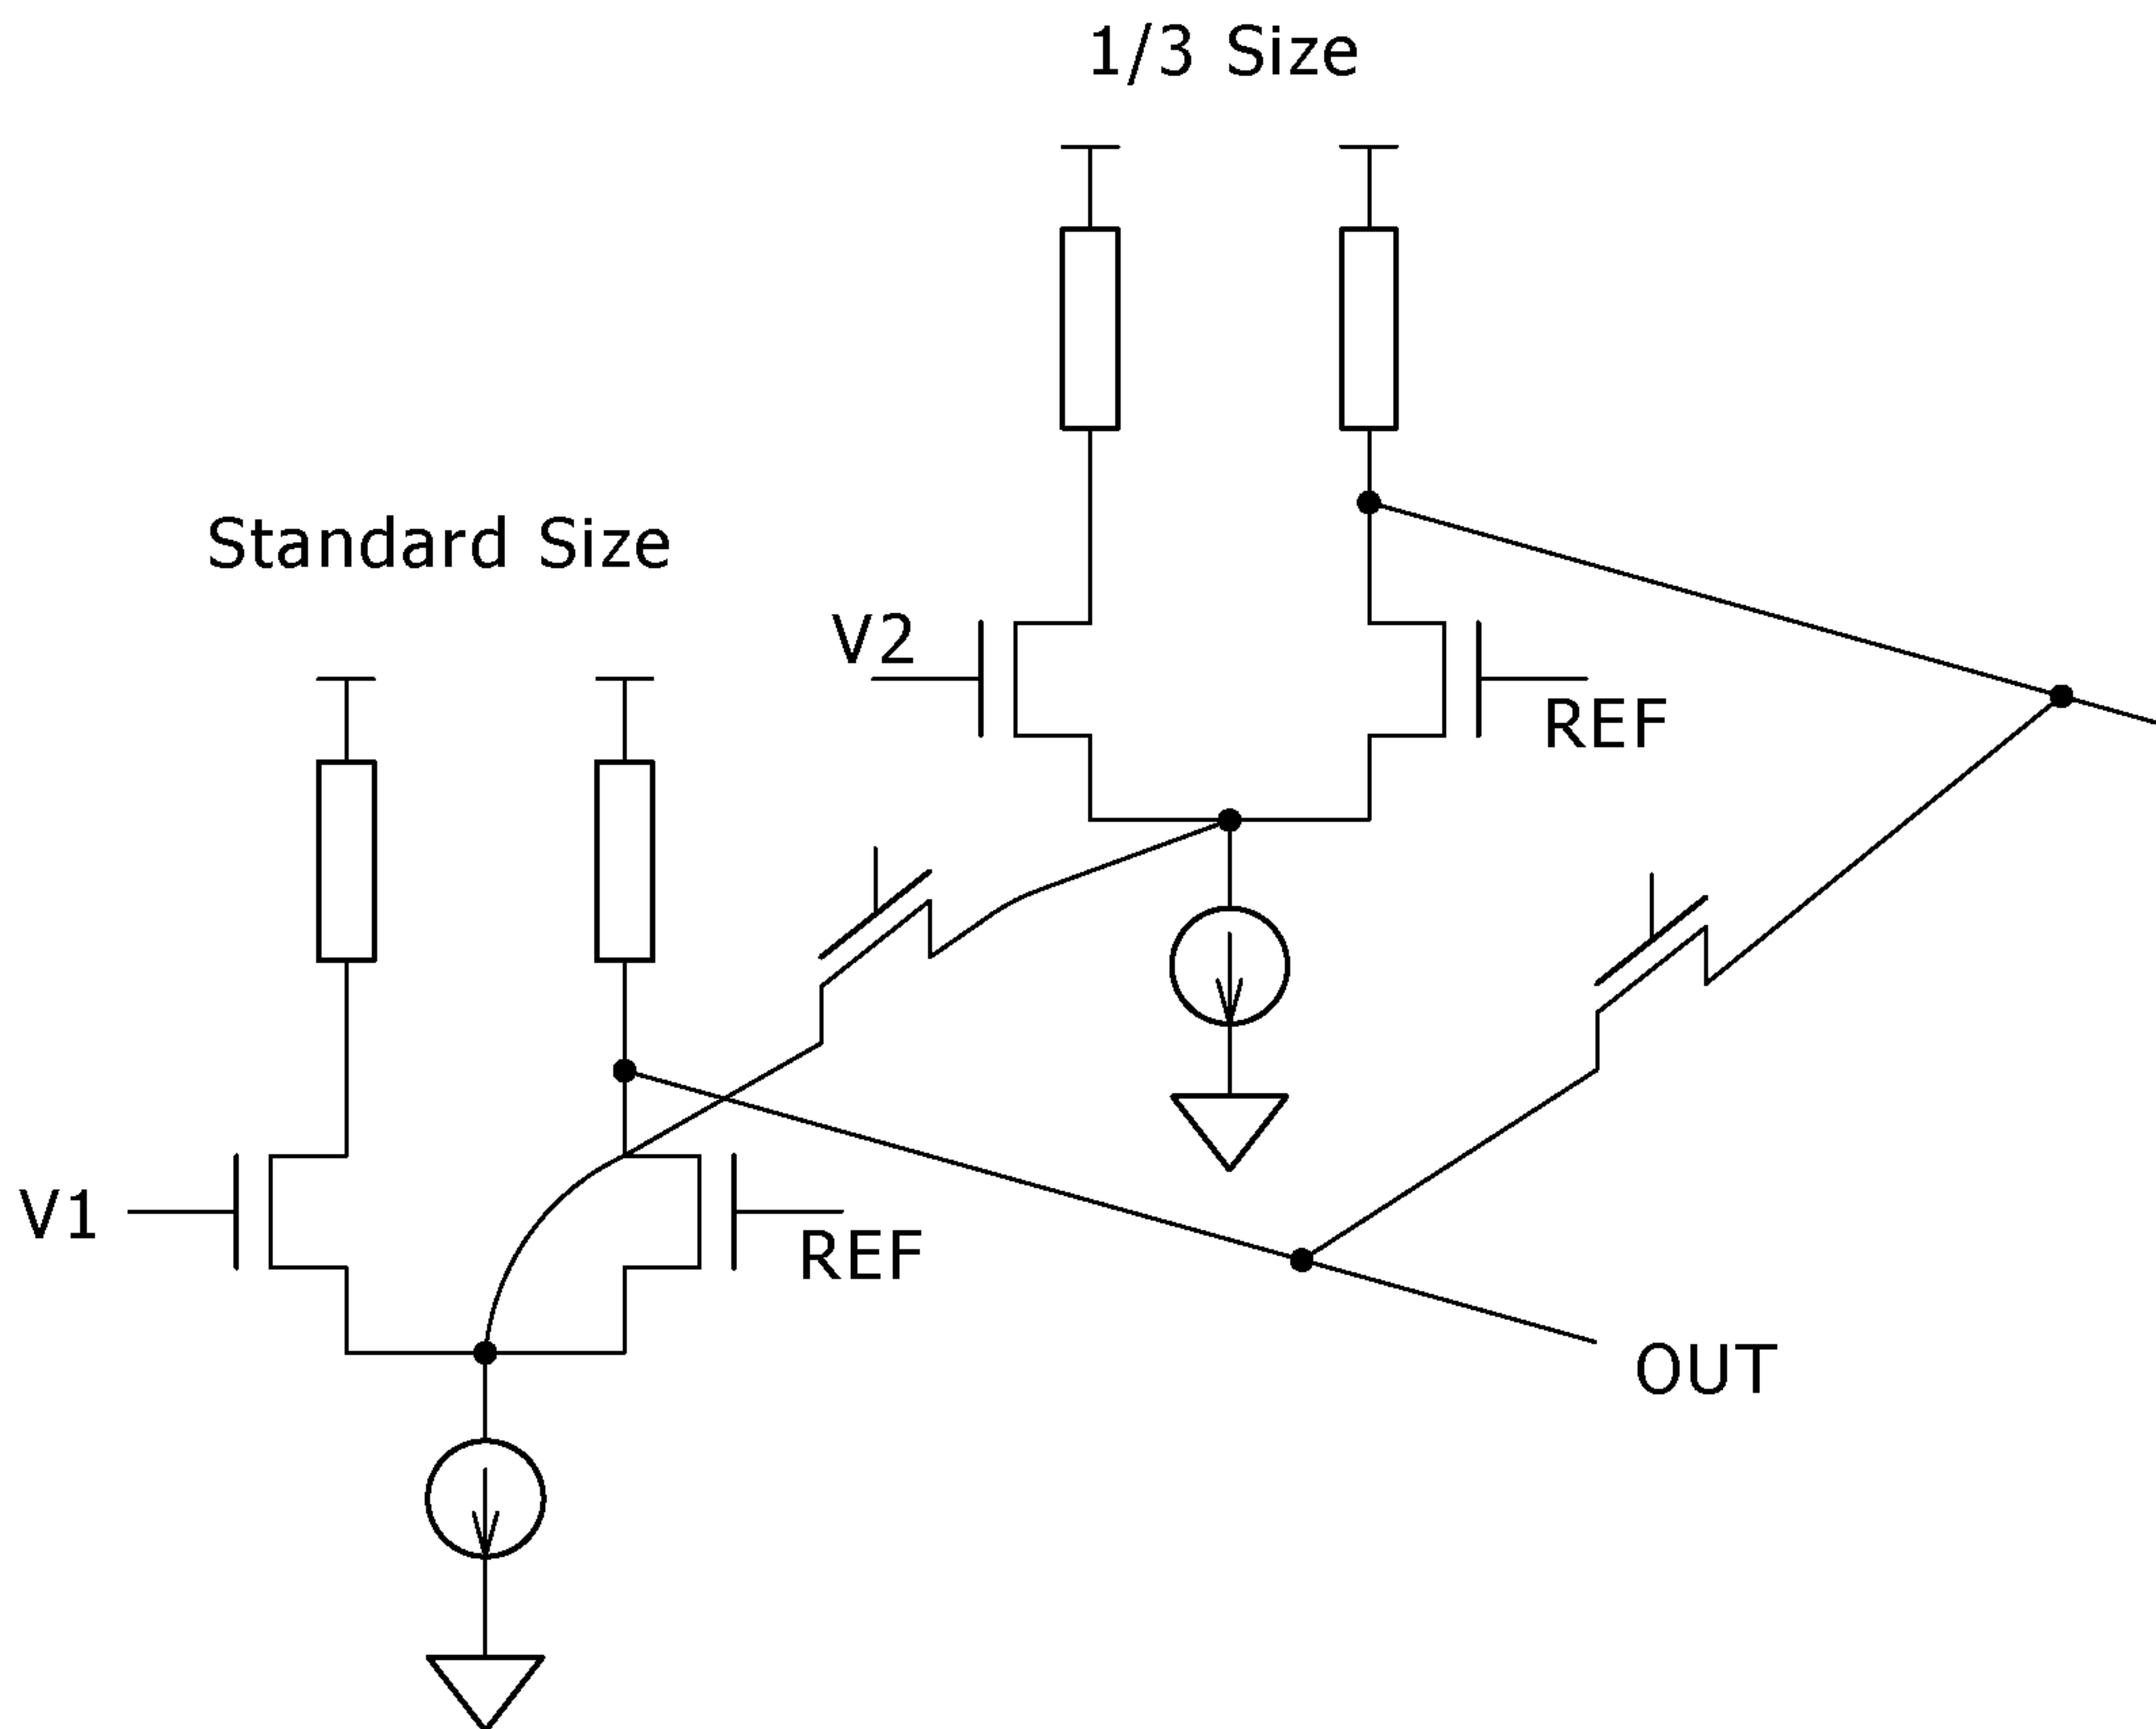 1/3 Size
Standard Size
V2
REF
V1
REF
OUT